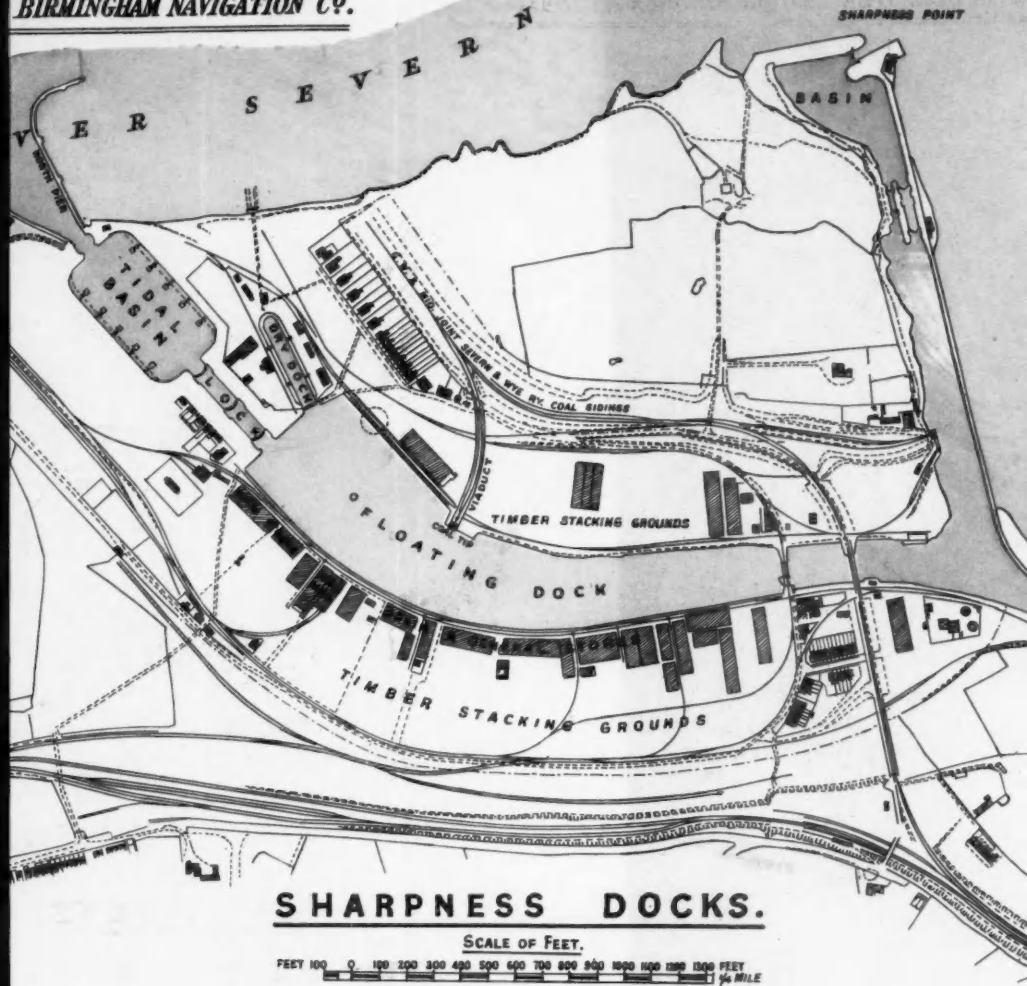 BIRMINGHAM NAVIGATION Cº.
SHARPNESS POINT
VER SEVERN
BASIN
NORTH PIER
TIDAL
BASIN
LOCK
DRY DOCK
G.W. & MID. JOINT SEVERN & WYE RY. COAL SIDINGS
VIADUCT
COAL TIP
TIMBER STACKING GROUNDS
FLOATING DOCK
TIMBER STACKING GROUNDS
SHARPNESS DOCKS.
SCALE OF FEET.
FEET 100 0 100 200 300 400 500 600 700 800 900 1000 1100 1200 1300 FEET
¼ MILE